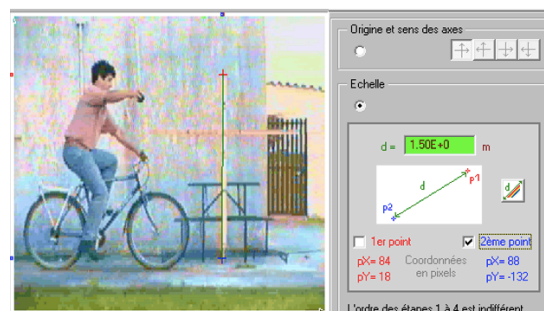 Origine et sens des axes
Echelle
d = 1.50E+0 m
p1
d
p2
d
1er point
2ème point
pX= 84 Coordonnées pX= 88
pY= 18 en pixels pY= -132
L'ordre des étapes 1 à 4 est indifférent